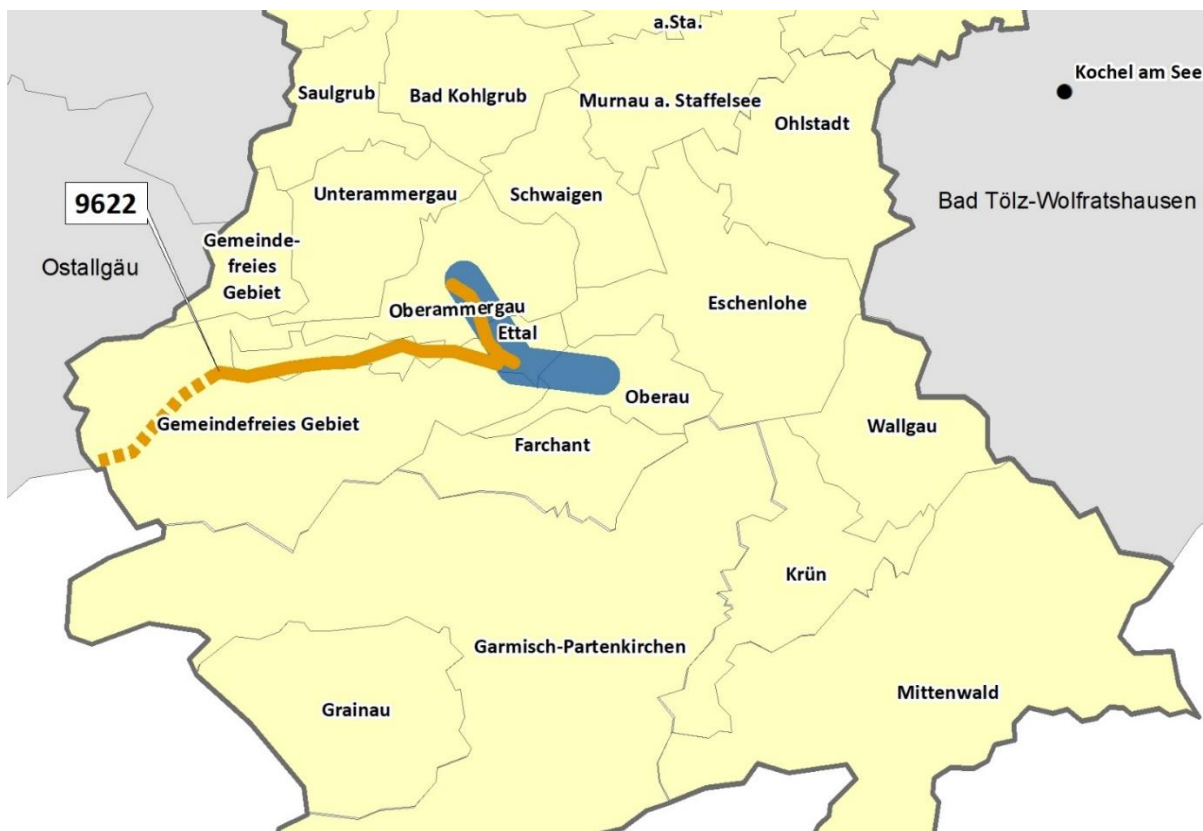 a.Sta.
Kochel am See
Saulgrub
Bad Kohlgrub
Murnau a. Staffelsee
Ohlstadt
9622
Unterammergau
Schwaigen
Bad Tölz-Wolfratshausen
Gemeinde-
freies
Gebiet
Ostallgäu
Oberammergau
Eschenlohe
Ettal
Oberau
Gemeindefreies Gebiet
Wallgau
Farchant
Krün
Garmisch-Partenkirchen
Mittenwald
Grainau